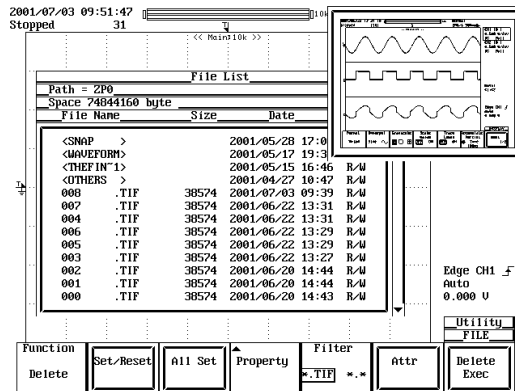 2001/07/03 09:51:47
Stopped 31
<< Main:10k >>
File List
Path = ZP0
Space 74844160 byte
File Name Size Date
<SNAP > 2001/05/28
<WAVEFORM> 2001/05/17
<THEFIN~1> 2001/05/15 16:46 R/W
<OTHERS > 2001/04/27 10:47 R/W
008 .TIF 38574 2001/07/03 09:39 R/W
007 .TIF 38574 2001/06/22 13:31 R/W
004 .TIF 38574 2001/06/22 13:31 R/W
006 .TIF 38574 2001/06/22 13:29 R/W
005 .TIF 38574 2001/06/22 13:29 R/W
003 .TIF 38574 2001/06/22 13:27 R/W
002 .TIF 38574 2001/06/20 14:44 R/W
001 .TIF 38574 2001/06/20 14:44 R/W
000 .TIF 38574 2001/06/20 14:43 R/W
Edge CH1
Auto
0.000 V
Utility
FILE
Function
Delete
Set/Reset
All Set
Property
Filter
*.TIF *.*
Attr
Delete
Exec